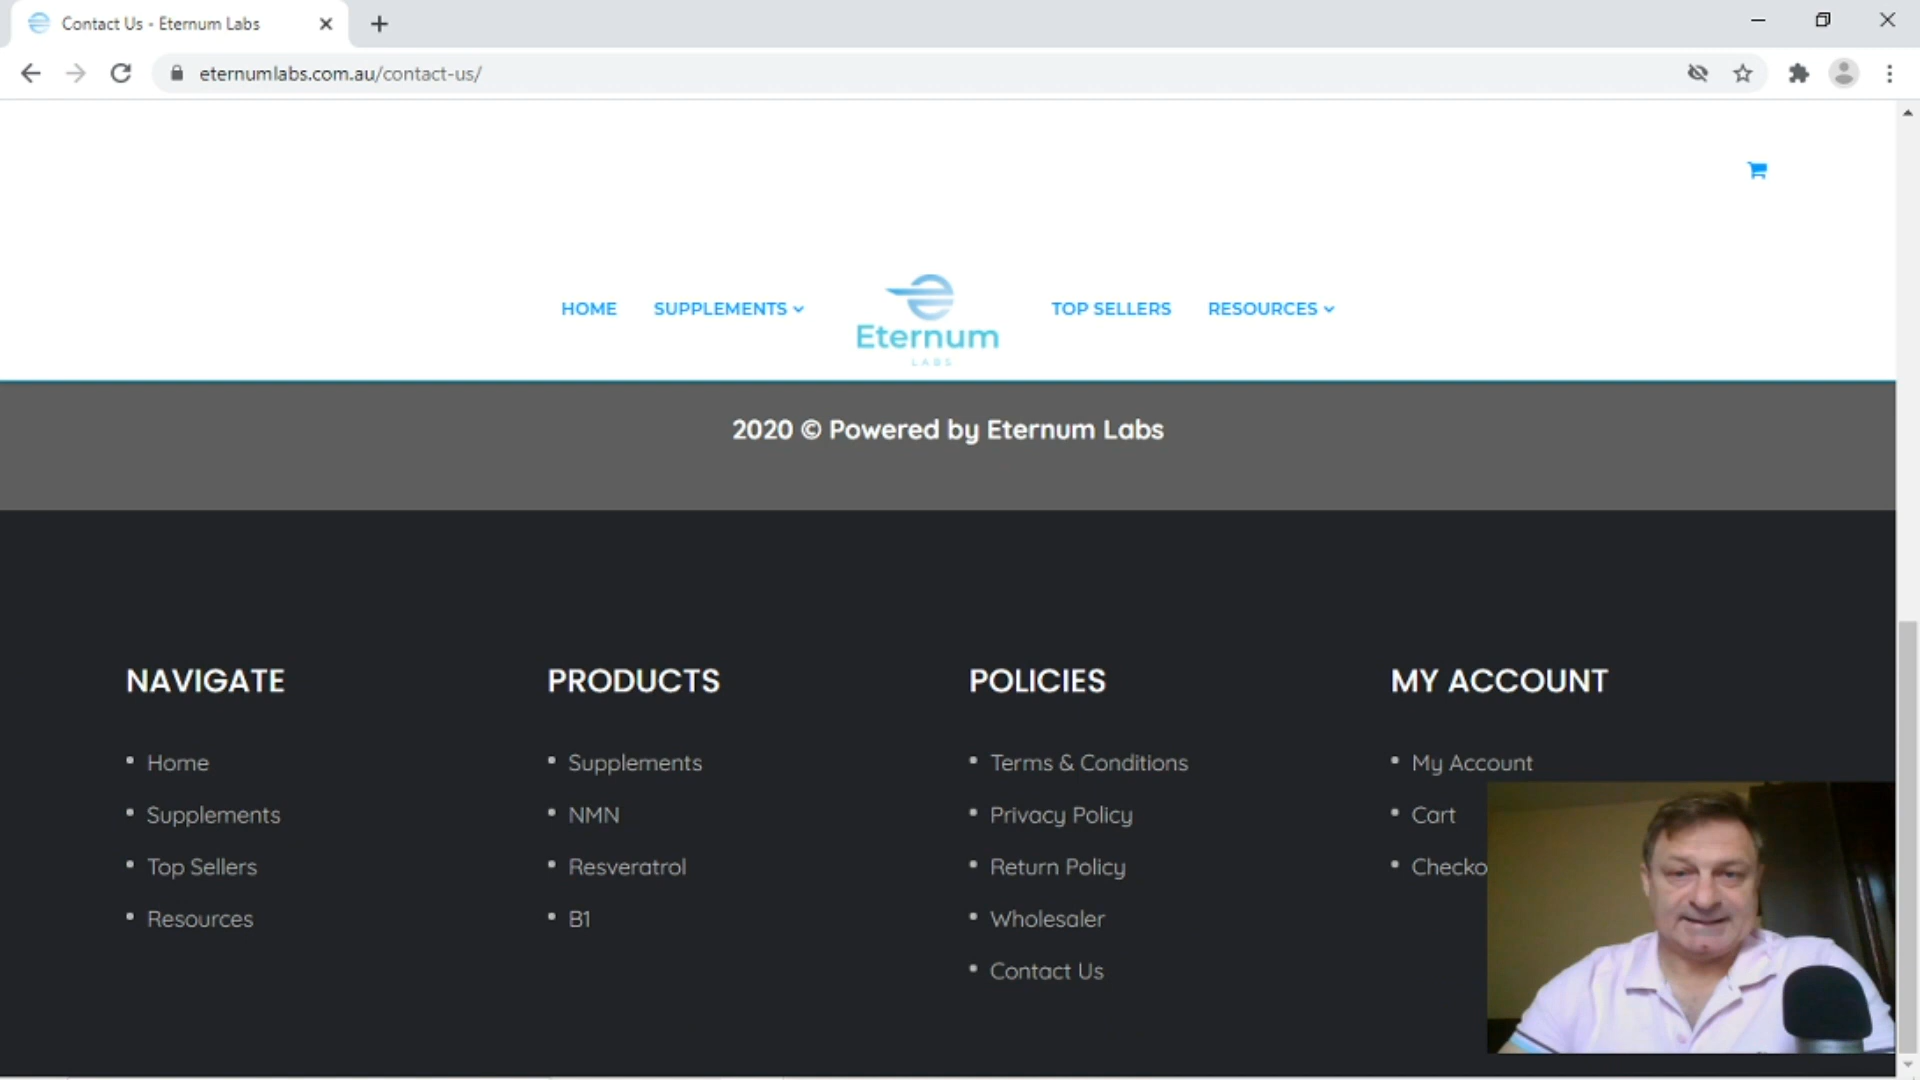 Contact Us - Eternum Labs
eternumlabs.com.au/contact-us/
HOME SUPPLEMENTS TOP SELLERS RESOURCES
Eternum
LABS
2020 © Powered by Eternum Labs
NAVIGATE
Home
Supplements
Top Sellers
Resources
PRODUCTS
Supplements
NMN
Resveratrol
B1
POLICIES
Terms & Conditions
Privacy Policy
Return Policy
Wholesaler
Contact Us
MY ACCOUNT
My Account
Cart
Checko